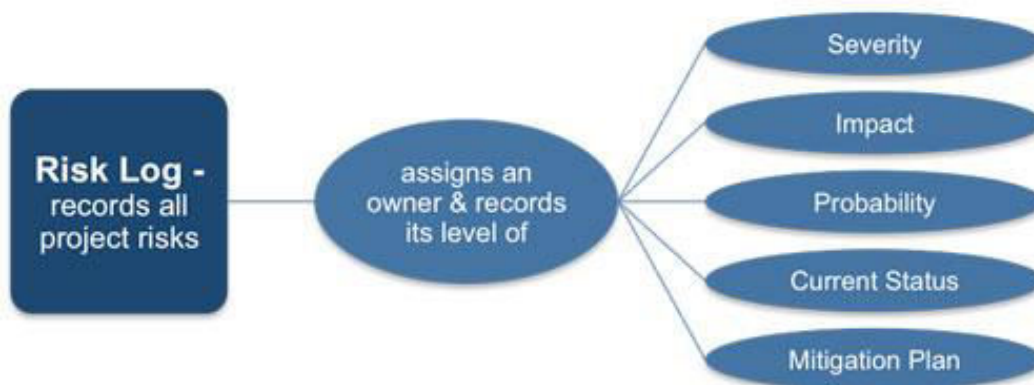 Risk Log -
records all
project risks
assigns an
owner & records
its level of
Severity
Impact
Probability
Current Status
Mitigation Plan